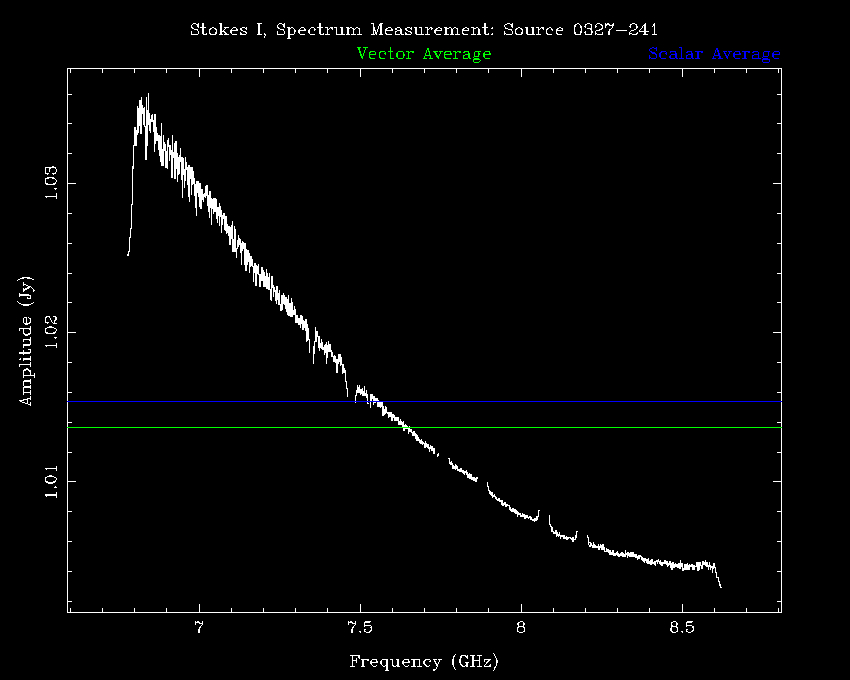 Stokes I, Spectrum Measurement: Source 0327−241
Vector Average Scalar Average
1.03
1.02
1.01
Amplitude (Jy)
7 7.5 8 8.5
Frequency (GHz)